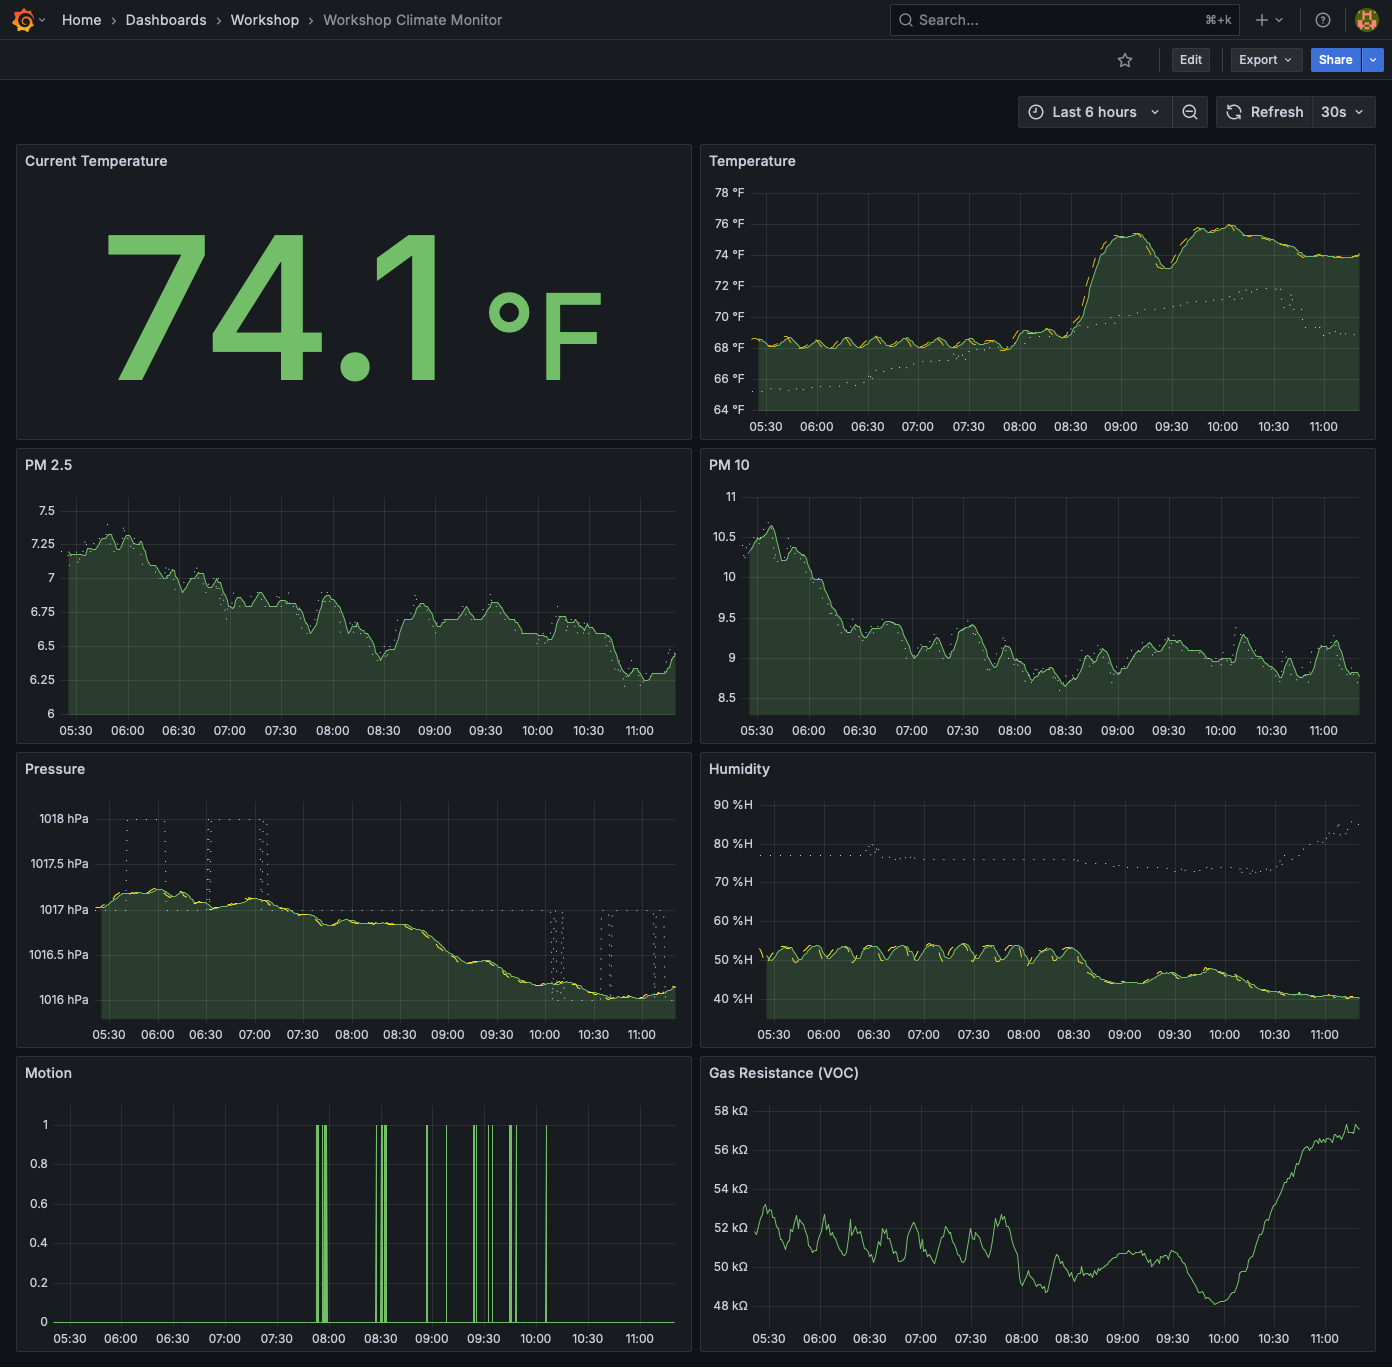 Home › Dashboards › Workshop › Workshop Climate Monitor
Search... ⌘+k
Edit Export Share
Last 6 hours Refresh 30s
Current Temperature
74.1 °F
Temperature
78 °F
76 °F
74 °F
72 °F
70 °F
68 °F
66 °F
64 °F
05:30 06:00 06:30 07:00 07:30 08:00 08:30 09:00 09:30 10:00 10:30 11:00
PM 2.5
7.5
7.25
7
6.75
6.5
6.25
6
05:30 06:00 06:30 07:00 07:30 08:00 08:30 09:00 09:30 10:00 10:30 11:00
PM 10
11
10.5
10
9.5
9
8.5
05:30 06:00 06:30 07:00 07:30 08:00 08:30 09:00 09:30 10:00 10:30 11:00
Pressure
1018 hPa
1017.5 hPa
1017 hPa
1016.5 hPa
1016 hPa
05:30 06:00 06:30 07:00 07:30 08:00 08:30 09:00 09:30 10:00 10:30 11:00
Humidity
90 %H
80 %H
70 %H
60 %H
50 %H
40 %H
05:30 06:00 06:30 07:00 07:30 08:00 08:30 09:00 09:30 10:00 10:30 11:00
Motion
1
0.8
0.6
0.4
0.2
0
05:30 06:00 06:30 07:00 07:30 08:00 08:30 09:00 09:30 10:00 10:30 11:00
Gas Resistance (VOC)
58 kΩ
56 kΩ
54 kΩ
52 kΩ
50 kΩ
48 kΩ
05:30 06:00 06:30 07:00 07:30 08:00 08:30 09:00 09:30 10:00 10:30 11:00